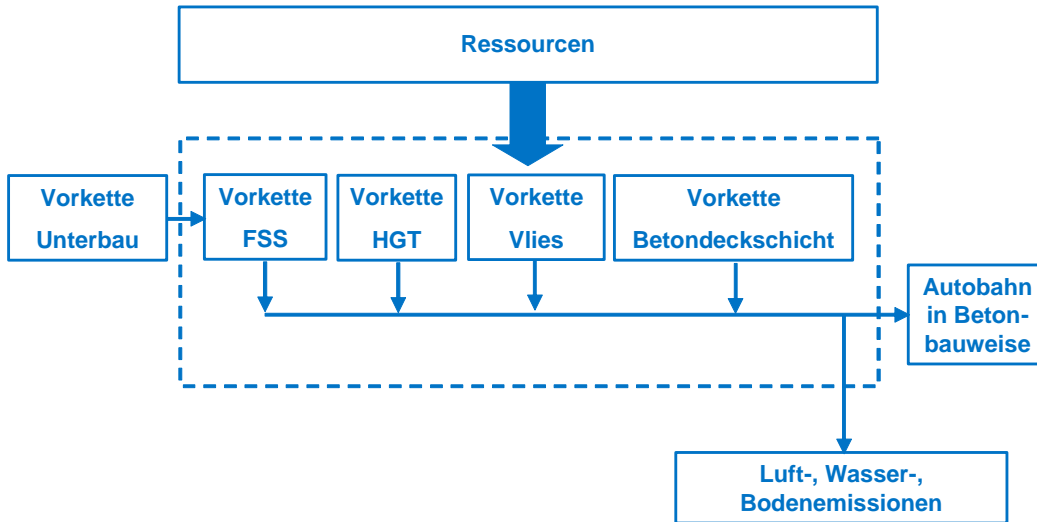 Ressourcen
Vorkette
Unterbau
Vorkette
FSS
Vorkette
HGT
Vorkette
Vlies
Vorkette
Betondeckschicht
Autobahn
in Beton-
bauweise
Luft-, Wasser-,
Bodenemissionen